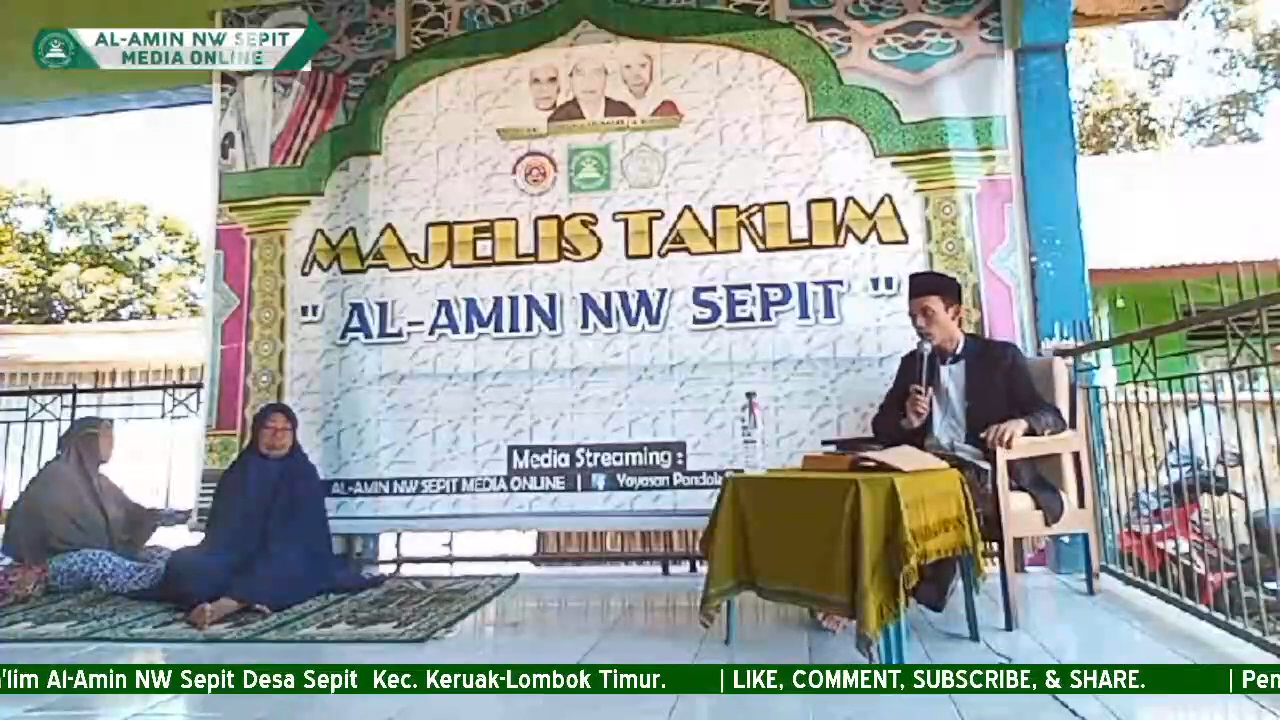 AL-AMIN NW SEPIT
MEDIA ONLINE
MAJELIS TAKLIM
" AL-AMIN NW SEPIT "
Media Streaming :
AL-AMIN NW SEPIT MEDIA ONLINE | Yayasan Pondok
'lim Al-Amin NW Sepit Desa Sepit Kec. Keruak-Lombok Timur. | LIKE, COMMENT, SUBSCRIBE, & SHARE. | Pen